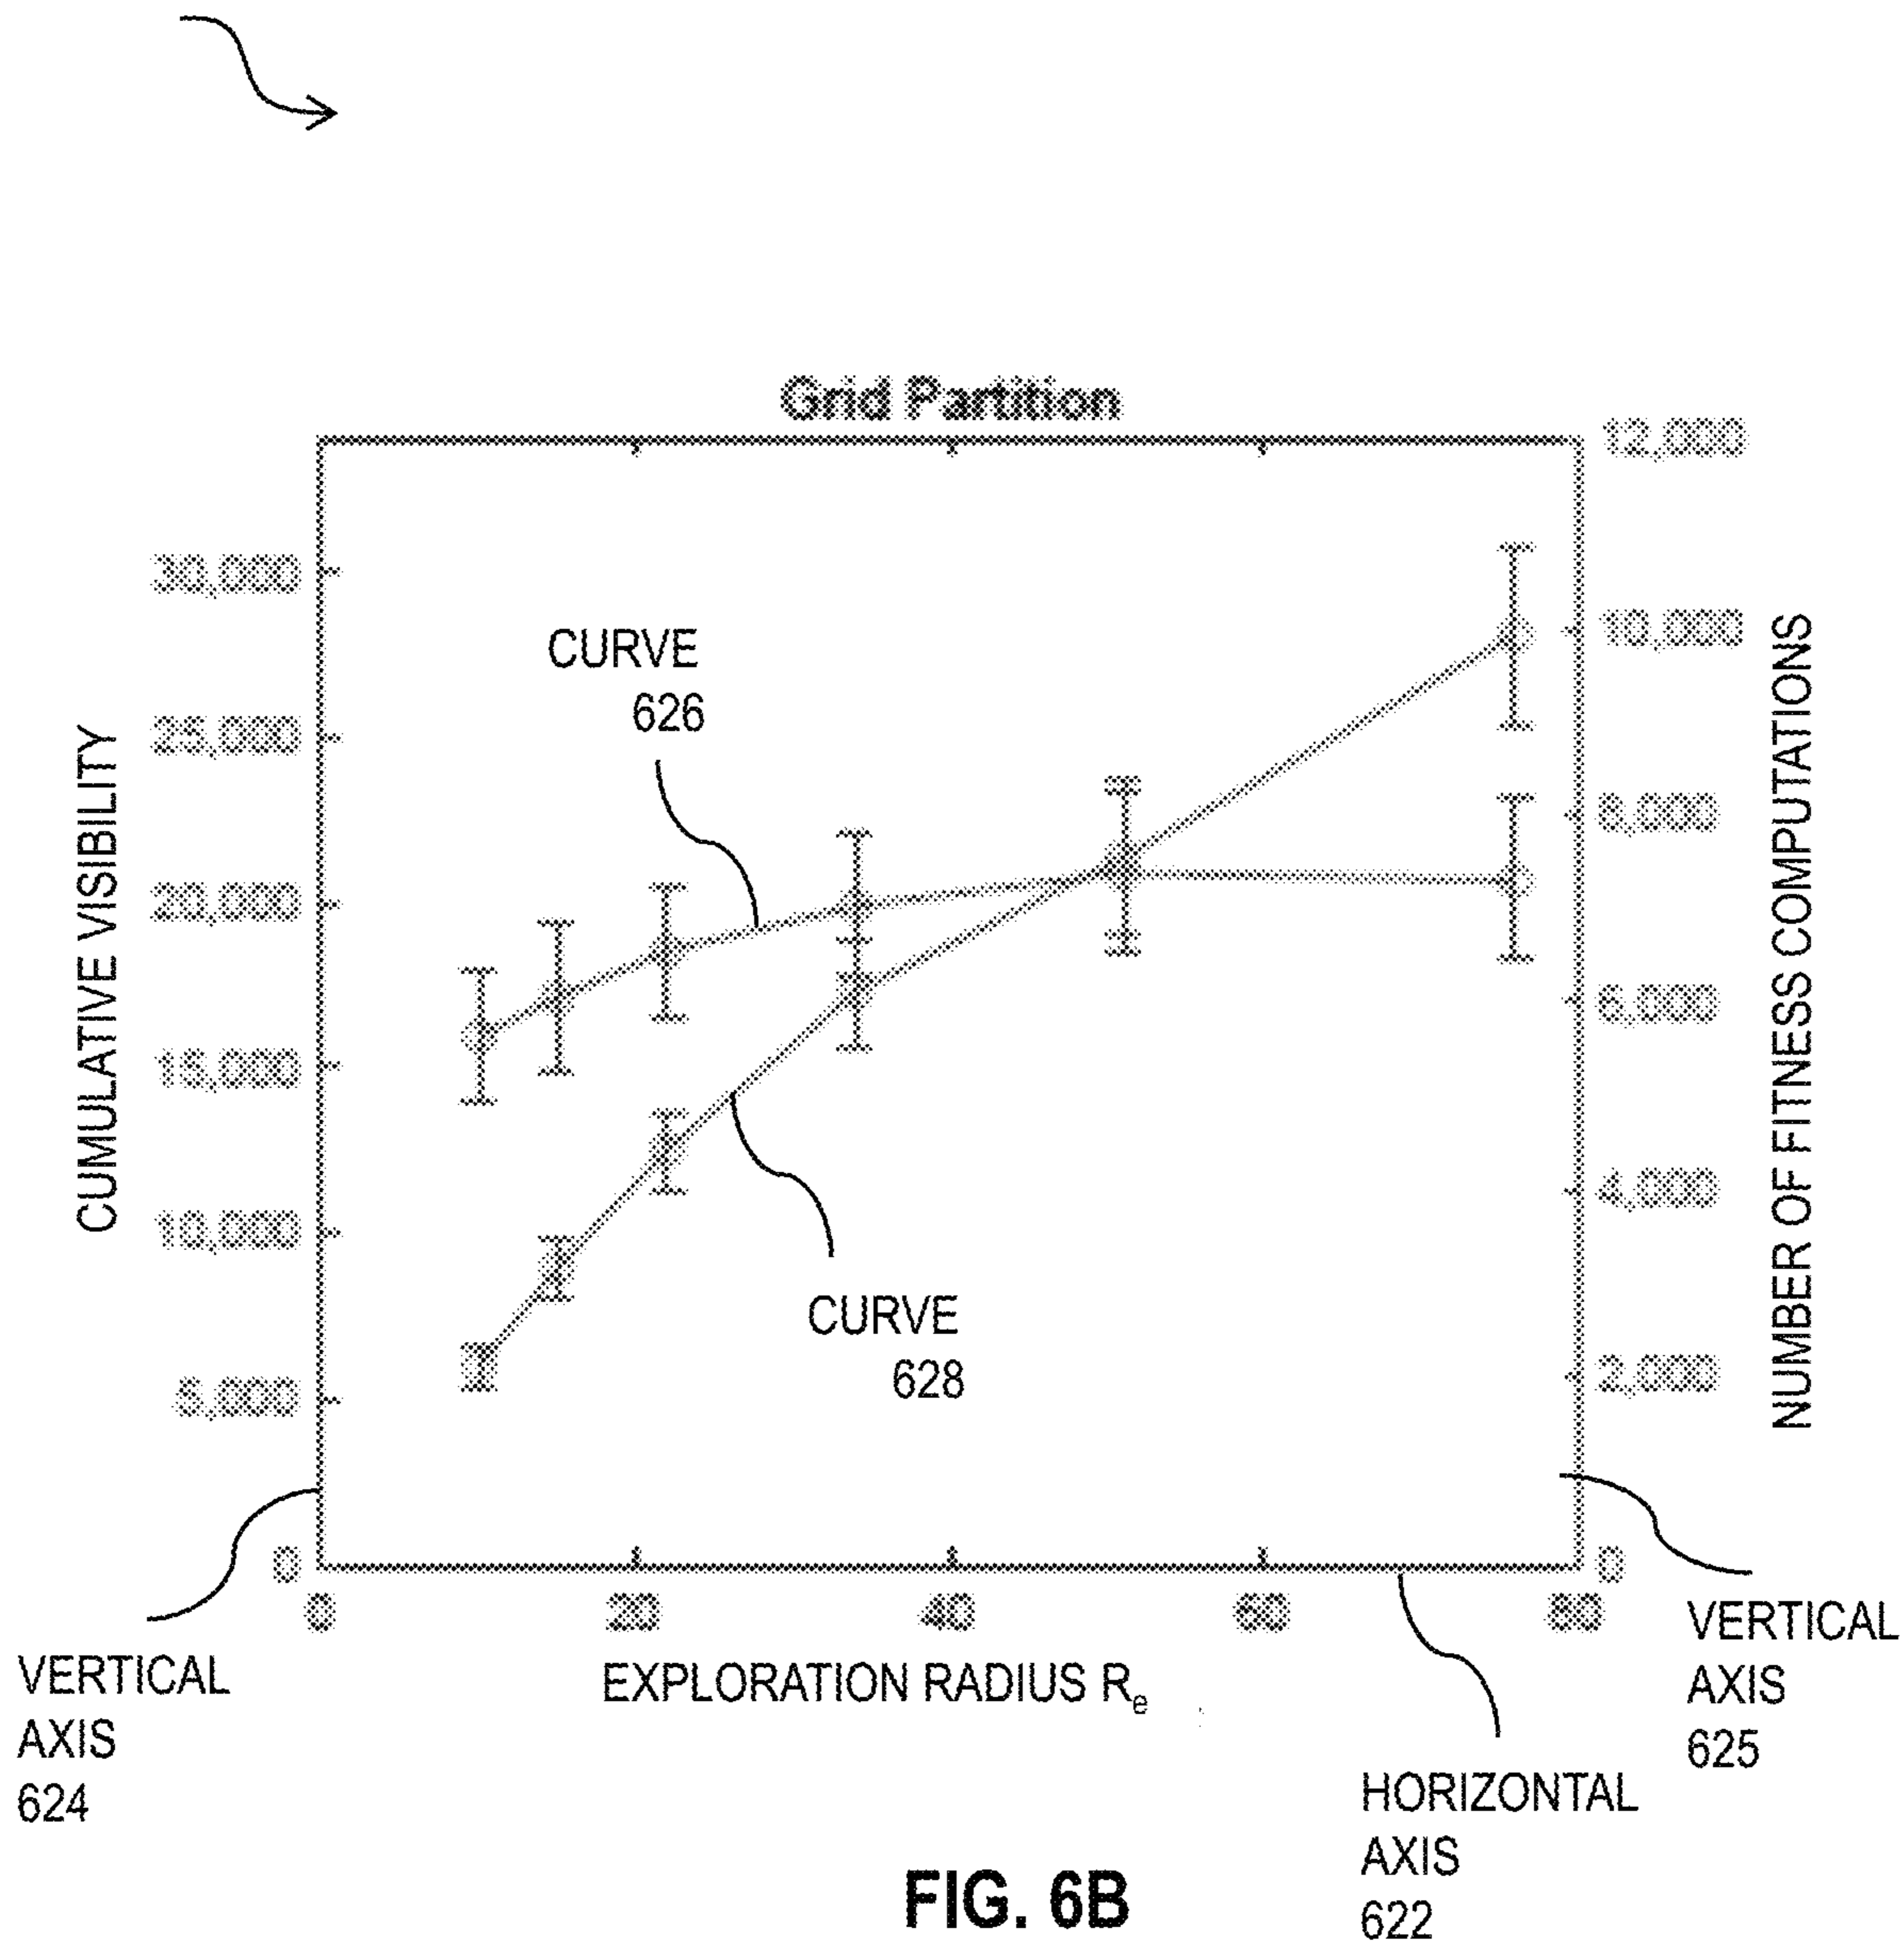 Grid Partition
12,000
30,000
10,000
CURVE
626
25,000
8,000
CUMULATIVE VISIBILITY
NUMBER OF FITNESS COMPUTATIONS
20,000
6,000
15,000
4,000
10,000
CURVE
628
2,000
5,000
0
0
0
20
40
60
80
EXPLORATION RADIUS Re
VERTICAL
AXIS
624
VERTICAL
AXIS
625
HORIZONTAL
AXIS
622
FIG. 6B